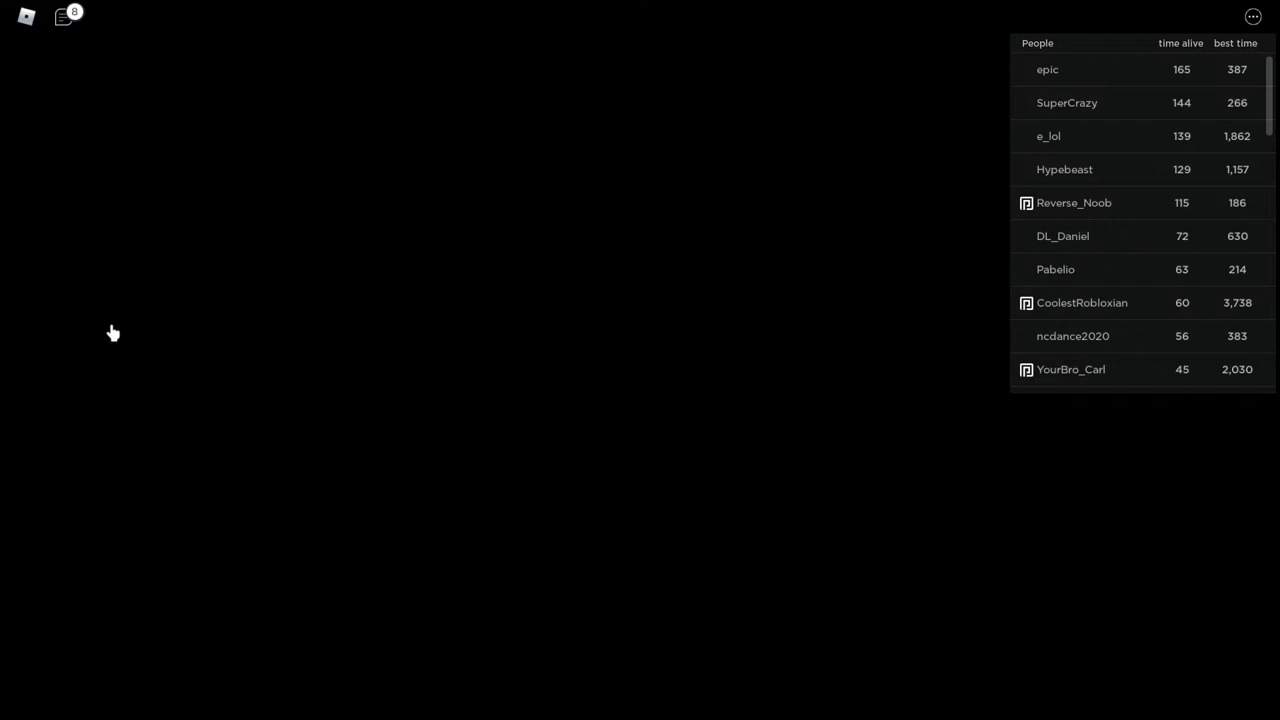 8
People time alive best time
epic 165 387
SuperCrazy 144 266
e_lol 139 1,862
Hypebeast 129 1,157
Reverse_Noob 115 186
DL_Daniel 72 630
Pabelio 63 214
CoolestRobloxian 60 3,738
ncdance2020 56 383
YourBro_Carl 45 2,030